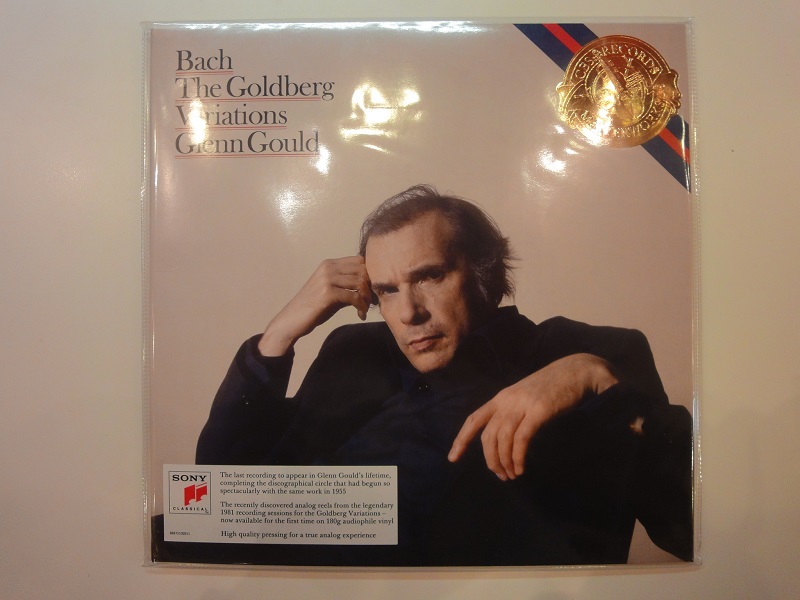 Bach
The Goldberg
Variations
Glenn Gould
CBS RECORDS
SONY
CLASSICAL
The last recording to appear in Glenn Gould's lifetime,
completing the discographical circle that had begun so
spectacularly with the same work in 1955
The recently discovered analog reels from the legendary
1981 recording sessions for the Goldberg Variations –
now available for the first time on 180g audiophile vinyl
High quality pressing for a true analog experience